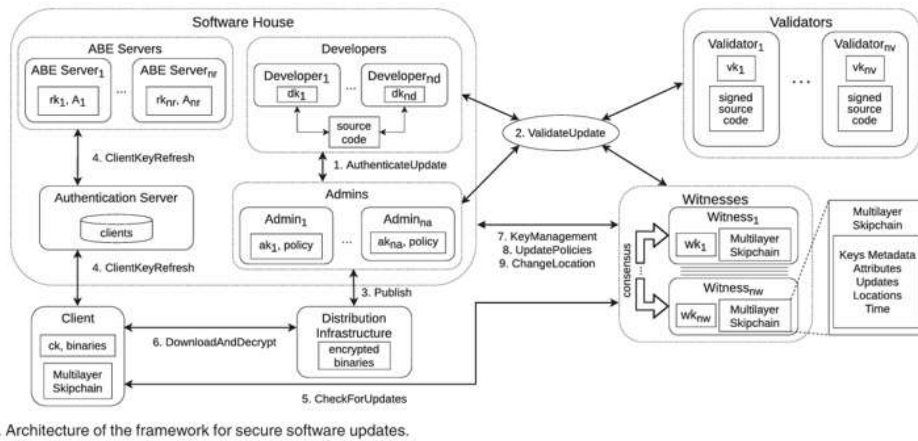 Software House
ABE Servers
ABE Server1
rk1, A1
...
ABE Servernr
rknr, Anr
Developers
Developer1
dk1
...
Developernd
dknd
source
code
Validators
Validator1
vk1
signed
source
code
...
Validatornv
vknv
signed
source
code
2. ValidateUpdate
4. ClientKeyRefresh
1. AuthenticateUpdate
Authentication Server
clients
Admins
Admin1
ak1, policy
...
Adminna
akna, policy
7. KeyManagement
8. UpdatePolicies
9. ChangeLocation
Witnesses
consensus
...
Witness1
wk1
Multilayer
Skipchain
Witnessnw
wknw
Multilayer
Skipchain
Multilayer
Skipchain
Keys Metadata
Attributes
Updates
Locations
Time
4. ClientKeyRefresh
3. Publish
Client
ck, binaries
Multilayer
Skipchain
6. DownloadAndDecrypt
Distribution
Infrastructure
encrypted
binaries
5. CheckForUpdates
. Architecture of the framework for secure software updates.